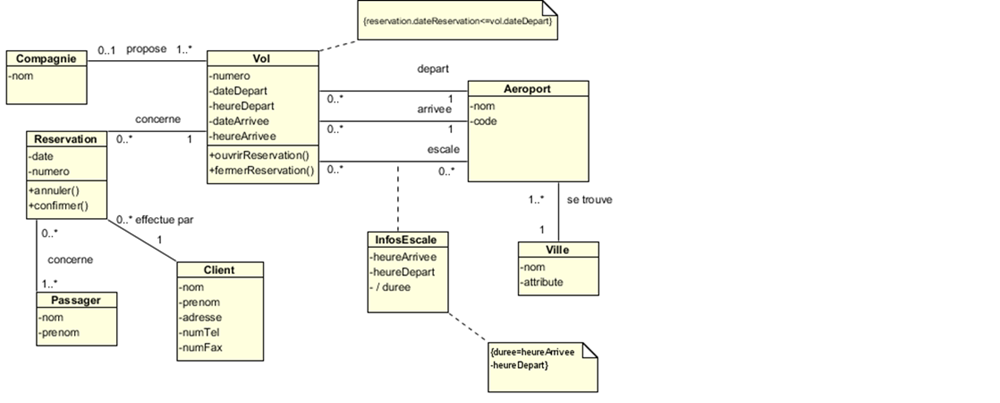 {reservation.dateReservation<=vol.dateDepart}
Compagnie
-nom
0..1
propose
1..*
Vol
-numero
-dateDepart
-heureDepart
-dateArrivee
-heureArrivee
+ouvrirReservation()
+fermerReservation()
depart
0..*
1
arrivee
0..*
1
escale
0..*
0..*
Aeroport
-nom
-code
concerne
0..*
1
Reservation
-date
-numero
+annuler()
+confirmer()
0..*
effectue par
1
0..*
concerne
1..*
Passager
-nom
-prenom
Client
-nom
-prenom
-adresse
-numTel
-numFax
InfosEscale
-heureArrivee
-heureDepart
- / duree
1..*
se trouve
1
Ville
-nom
-attribute
{duree=heureArrivee
-heureDepart}